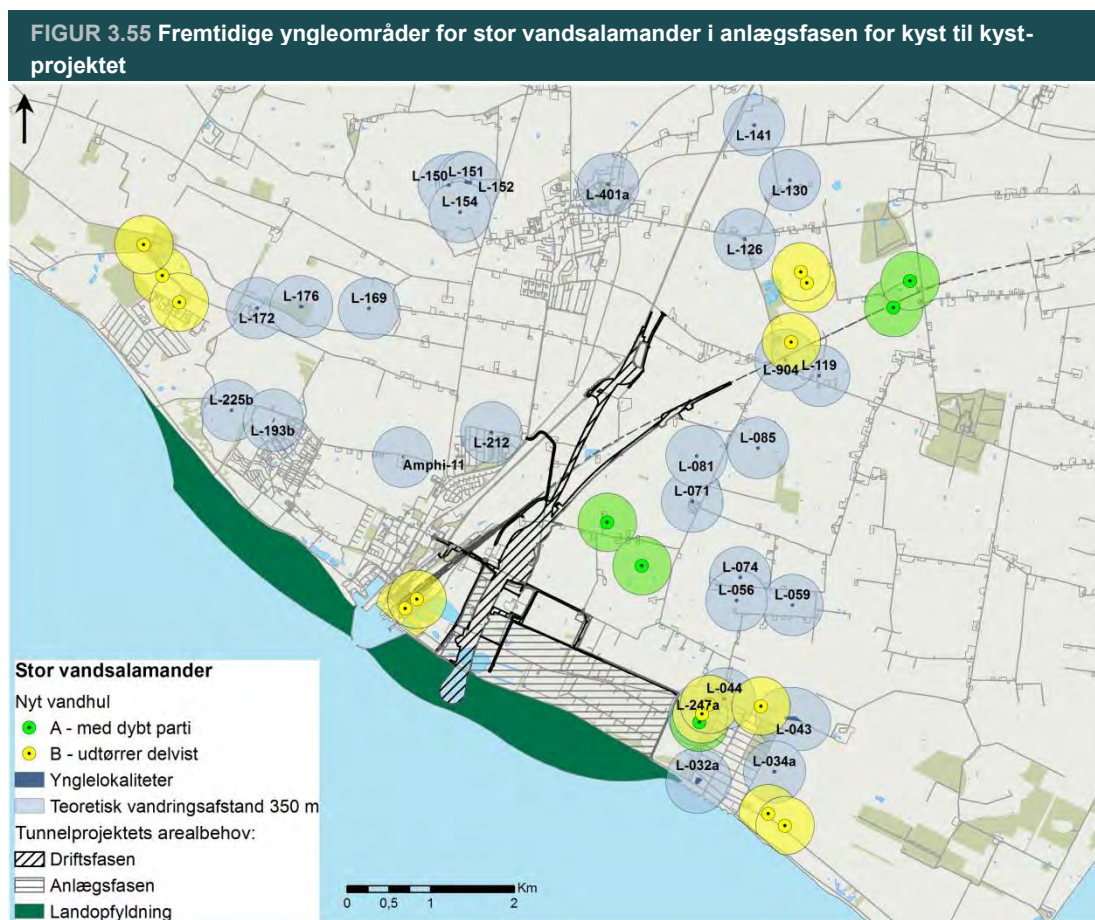 FIGUR 3.55 Fremtidige yngleområder for stor vandsalamander i anlægsfasen for kyst til kyst-
projektet
L-141
L-150
L-151
L-152
L-130
L-401a
L-154
L-126
L-176
L-169
L-172
L-904
L-119
L-225b
L-193b
L-212
L-085
Amphi-11
L-081
L-071
L-074
L-056
L-059
L-044
L-247a
L-043
L-032a
L-034a
Stor vandsalamander
Nyt vandhul
A - med dybt parti
B - udtørrer delvist
Ynglelokaliteter
Teoretisk vandringsafstand 350 m
Tunnelprojektets arealbehov:
Driftsfasen
Anlægsfasen
Landopfyldning
Km
0 0,5 1 2